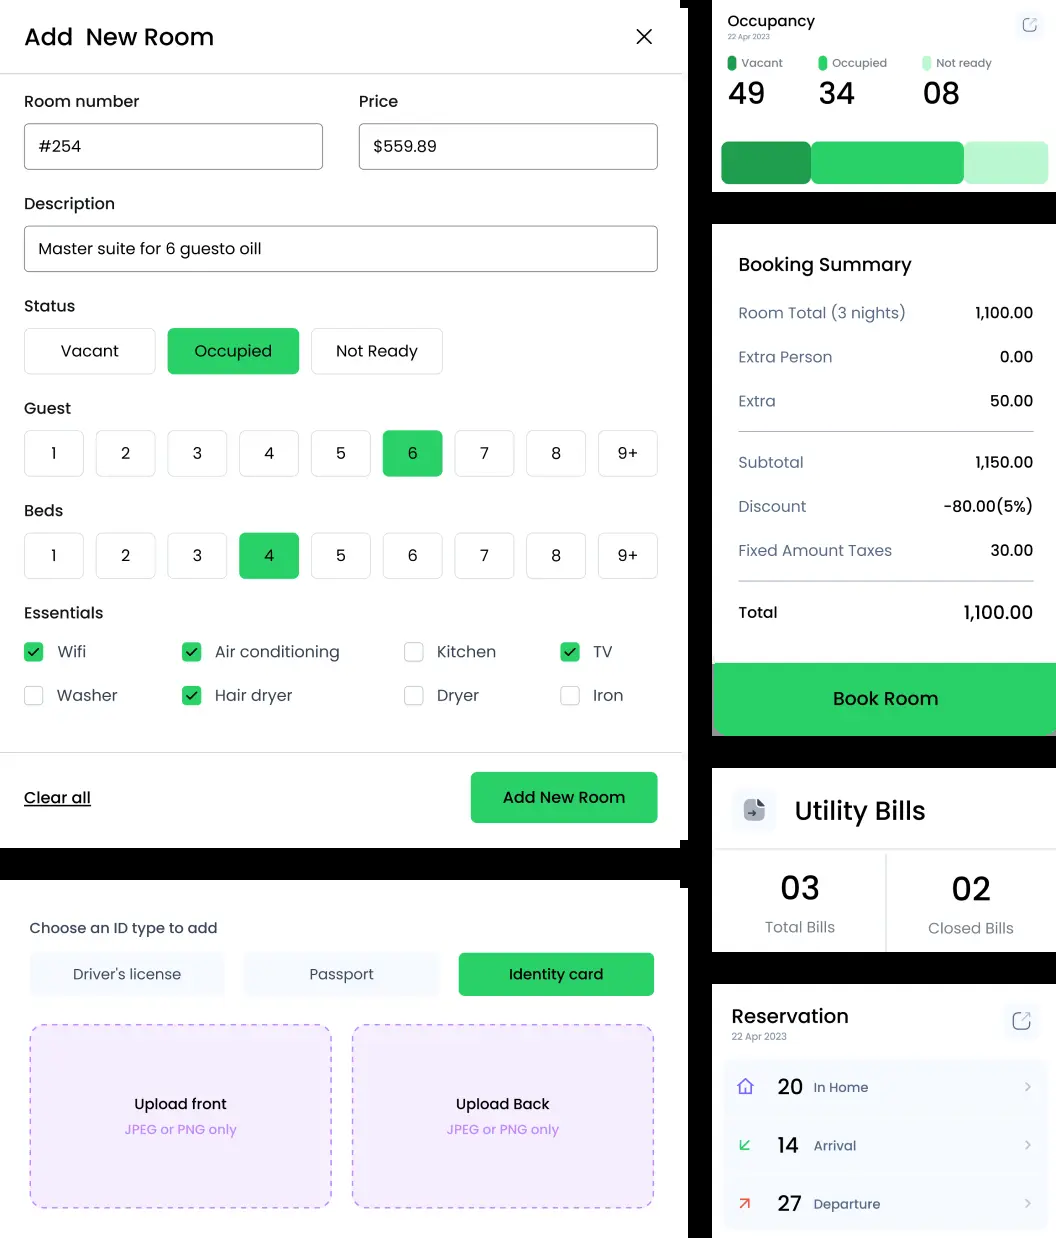 Add New Room
Room number Price
#254 $559.89
Description
Master suite for 6 guesto oill
Status
Vacant Occupied Not Ready
Guest
1 2 3 4 5 6 7 8 9+
Beds
1 2 3 4 5 6 7 8 9+
Essentials
Wifi Air conditioning Kitchen TV
Washer Hair dryer Dryer Iron
Clear all Add New Room
Choose an ID type to add
Driver's license Passport Identity card
Upload front Upload Back
JPEG or PNG only JPEG or PNG only
Occupancy
22 Apr 2023
Vacant Occupied Not ready
49 34 08
Booking Summary
Room Total (3 nights) 1,100.00
Extra Person 0.00
Extra 50.00
Subtotal 1,150.00
Discount -80.00(5%)
Fixed Amount Taxes 30.00
Total 1,100.00
Book Room
Utility Bills
03 02
Total Bills Closed Bills
Reservation
22 Apr 2023
20 In Home
14 Arrival
27 Departure